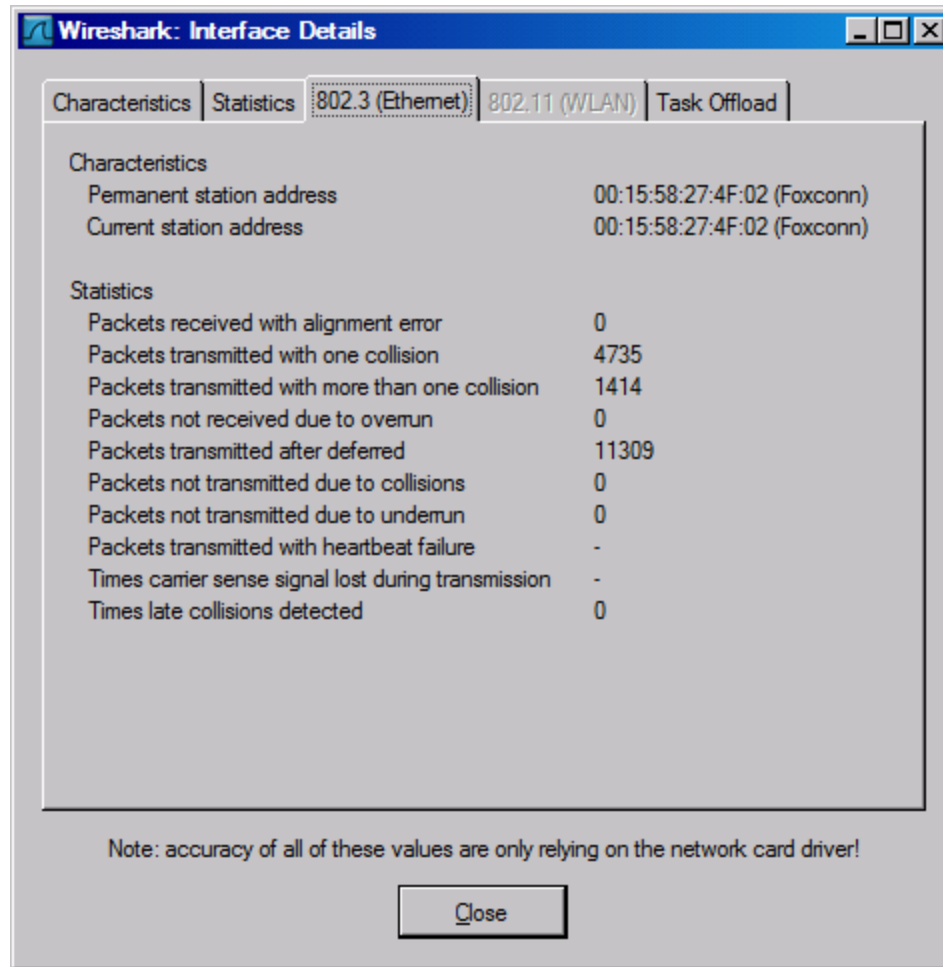 Wireshark: Interface Details
Characteristics Statistics 802.3 (Ethernet) 802.11 (WLAN) Task Offload
Characteristics
Permanent station address 00:15:58:27:4F:02 (Foxconn)
Current station address 00:15:58:27:4F:02 (Foxconn)
Statistics
Packets received with alignment error 0
Packets transmitted with one collision 4735
Packets transmitted with more than one collision 1414
Packets not received due to overrun 0
Packets transmitted after deferred 11309
Packets not transmitted due to collisions 0
Packets not transmitted due to underrun 0
Packets transmitted with heartbeat failure -
Times carrier sense signal lost during transmission -
Times late collisions detected 0
Note: accuracy of all of these values are only relying on the network card driver!
Close